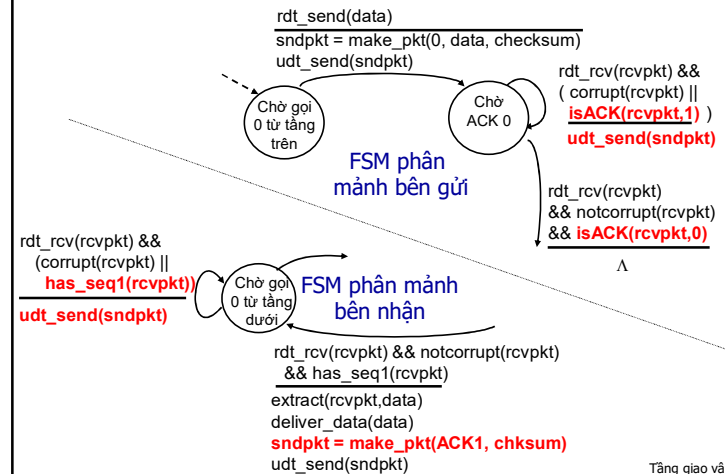 rdt_send(data)
sndpkt = make_pkt(0, data, checksum)
udt_send(sndpkt)
Chờ gọi
0 từ tầng
trên
Chờ
ACK 0
rdt_rcv(rcvpkt) &&
( corrupt(rcvpkt) ||
isACK(rcvpkt,1) )
udt_send(sndpkt)
FSM phân
mảnh bên gửi
rdt_rcv(rcvpkt)
&& notcorrupt(rcvpkt)
&& isACK(rcvpkt,0)
Λ
rdt_rcv(rcvpkt) &&
(corrupt(rcvpkt) ||
has_seq1(rcvpkt))
udt_send(sndpkt)
Chờ gọi
0 từ tầng
dưới
FSM phân mảnh
bên nhận
rdt_rcv(rcvpkt) && notcorrupt(rcvpkt)
&& has_seq1(rcvpkt)
extract(rcvpkt,data)
deliver_data(data)
sndpkt = make_pkt(ACK1, chksum)
udt_send(sndpkt)
Tầng giao vậ